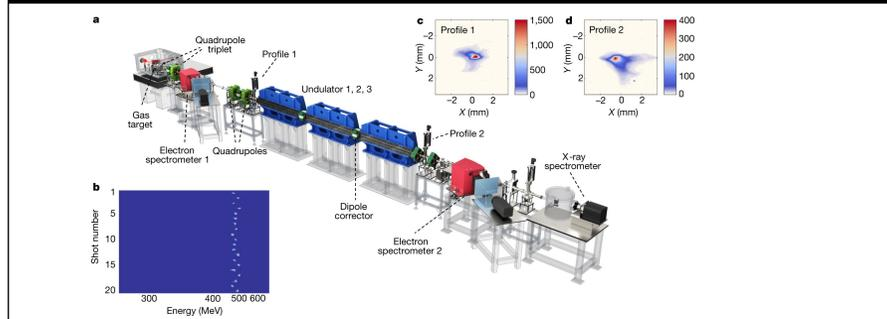 a
Quadrupole
triplet
Profile 1
Undulator 1, 2, 3
Gas
target
Electron
spectrometer 1
Quadrupoles
Profile 2
X-ray
spectrometer
Dipole
corrector
Electron
spectrometer 2
b
Shot number
1
5
10
15
20
300
400
500
600
Energy (MeV)
c
Profile 1
Y (mm)
–2
0
2
–2
0
2
X (mm)
1,500
1,000
500
0
d
Profile 2
Y (mm)
–2
0
2
–2
0
2
X (mm)
400
300
200
100
0